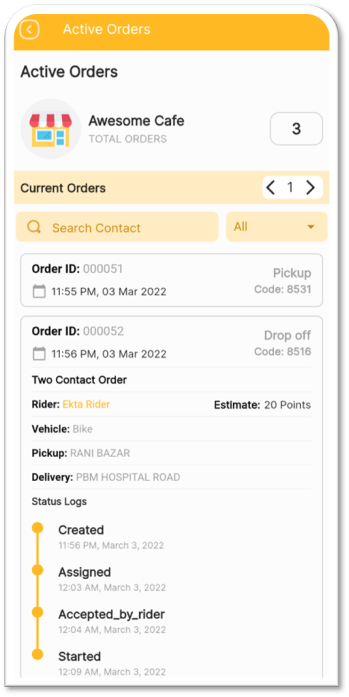 Active Orders
Active Orders
Awesome Cafe
TOTAL ORDERS
3
Current Orders
1
Search Contact
All
Order ID: 000051
Pickup
11:55 PM, 03 Mar 2022
Code: 8531
Order ID: 000052
Drop off
11:56 PM, 03 Mar 2022
Code: 8516
Two Contact Order
Rider: Ekta Rider
Estimate: 20 Points
Vehicle: Bike
Pickup: RANI BAZAR
Delivery: PBM HOSPITAL ROAD
Status Logs
Created
11:56 PM, March 3, 2022
Assigned
12:03 AM, March 4, 2022
Accepted_by_rider
12:04 AM, March 4, 2022
Started
12:09 AM, March 4, 2022